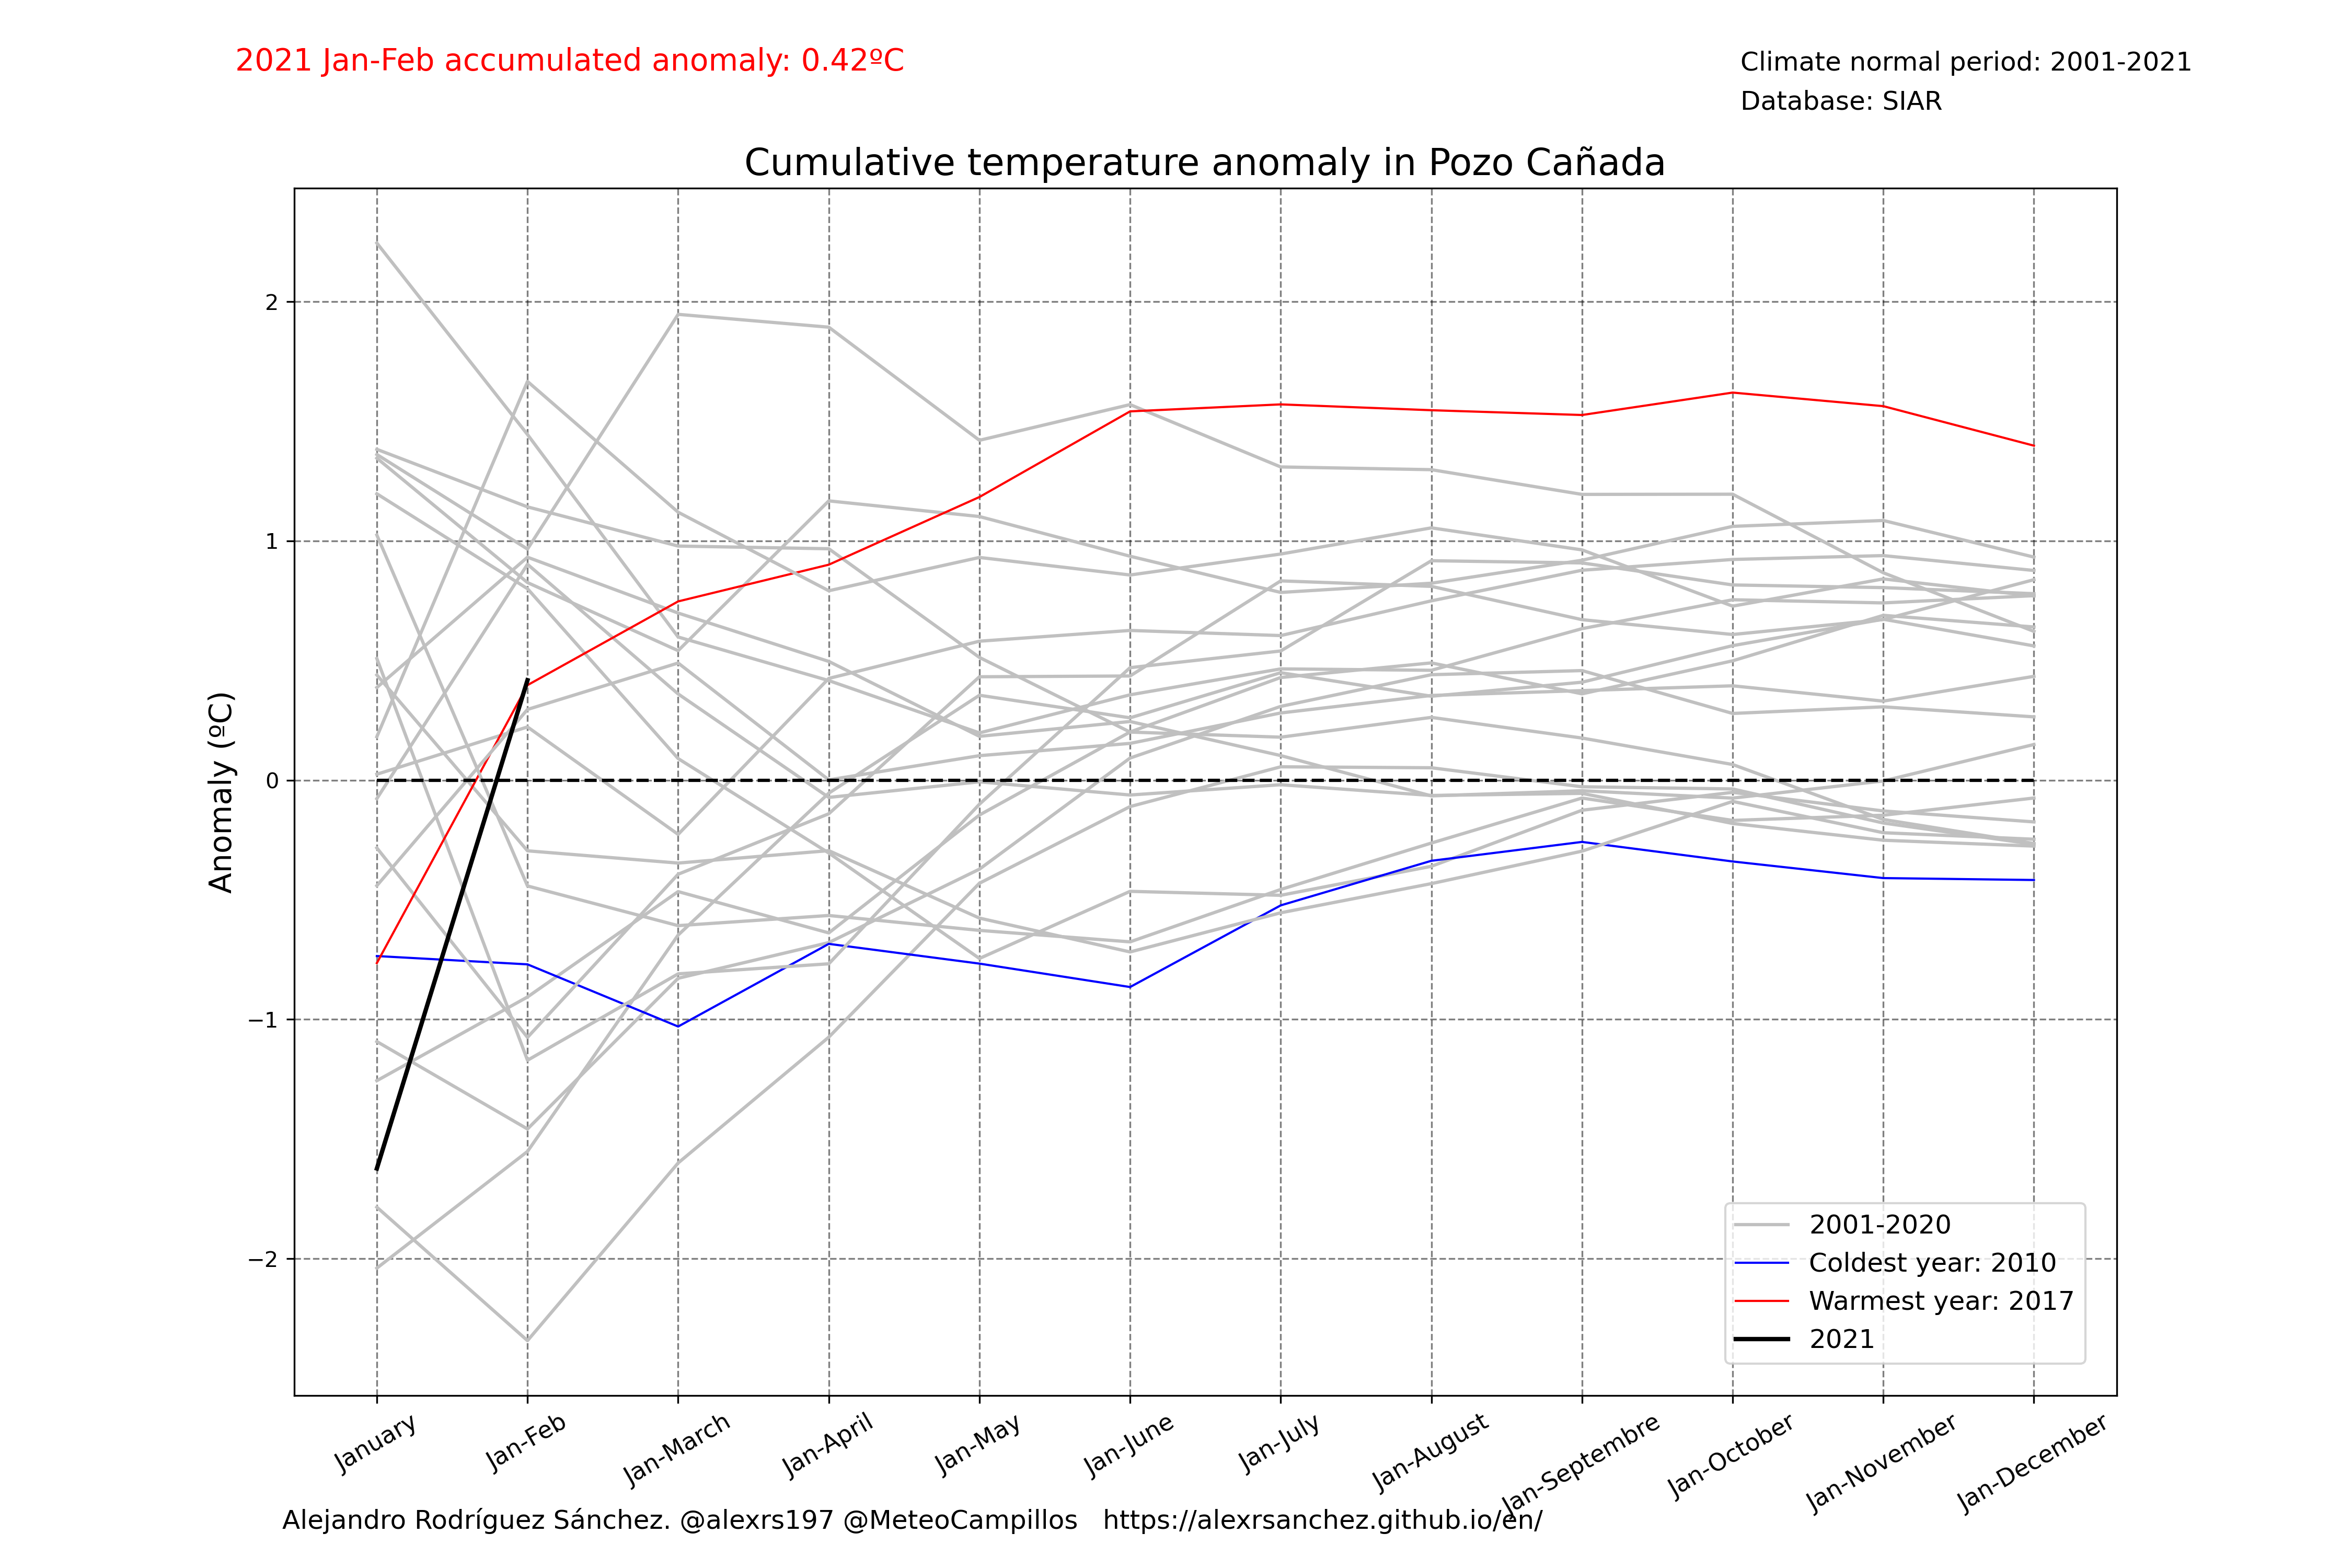 2021 Jan-Feb accumulated anomaly: 0.42ºC
Climate normal period: 2001-2021
Database: SIAR
Cumulative temperature anomaly in Pozo Cañada
Anomaly (ºC)
2
1
0
−1
−2
2001-2020
Coldest year: 2010
Warmest year: 2017
2021
January
Jan-Feb
Jan-March
Jan-April
Jan-May
Jan-June
Jan-July
Jan-August
Jan-Septembre
Jan-October
Jan-November
Jan-December
Alejandro Rodríguez Sánchez. @alexrs197 @MeteoCampillos https://alexrsanchez.github.io/en/